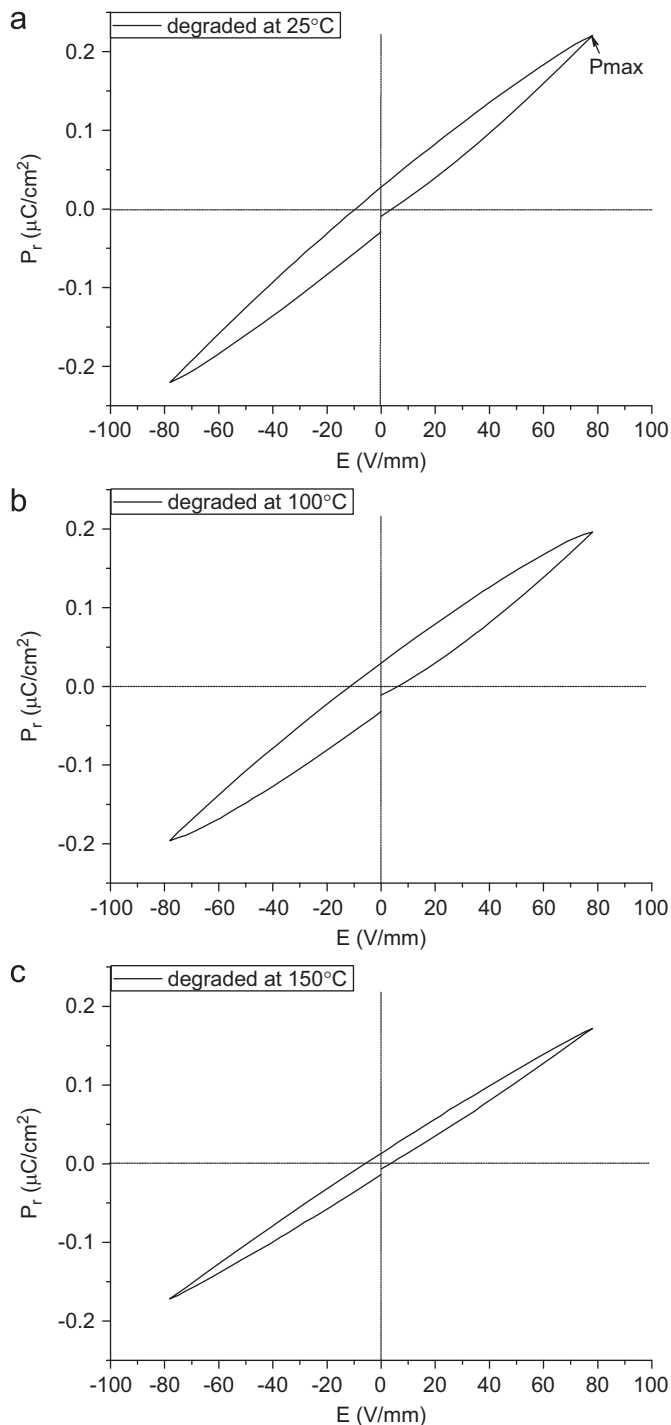 a
degraded at 25°C
Pmax
0.2
0.1
0.0
-0.1
-0.2
Pr (μC/cm²)
-100 -80 -60 -40 -20 0 20 40 60 80 100
E (V/mm)
b
degraded at 100°C
0.2
0.1
0.0
-0.1
-0.2
Pr (μC/cm²)
-100 -80 -60 -40 -20 0 20 40 60 80 100
E (V/mm)
c
degraded at 150°C
0.2
0.1
0.0
-0.1
-0.2
Pr (μC/cm²)
-100 -80 -60 -40 -20 0 20 40 60 80 100
E (V/mm)